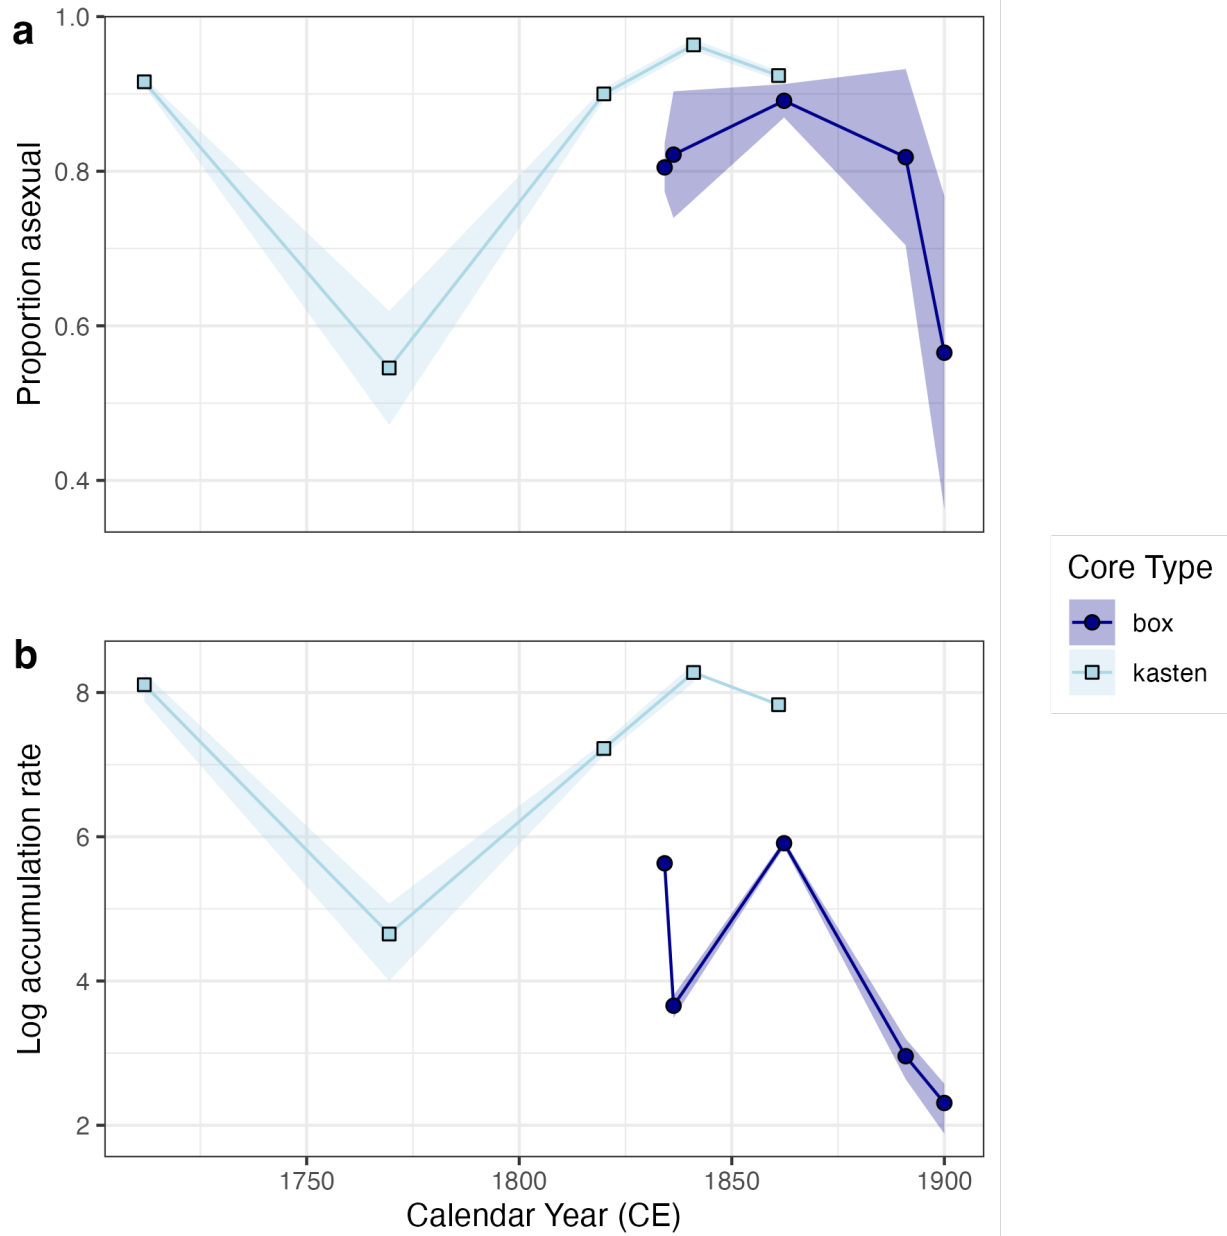 a
1.0
0.8
0.6
0.4
Proportion asexual
b
8
6
4
2
Log accumulation rate
1750 1800 1850 1900
Calendar Year (CE)
Core Type
box
kasten